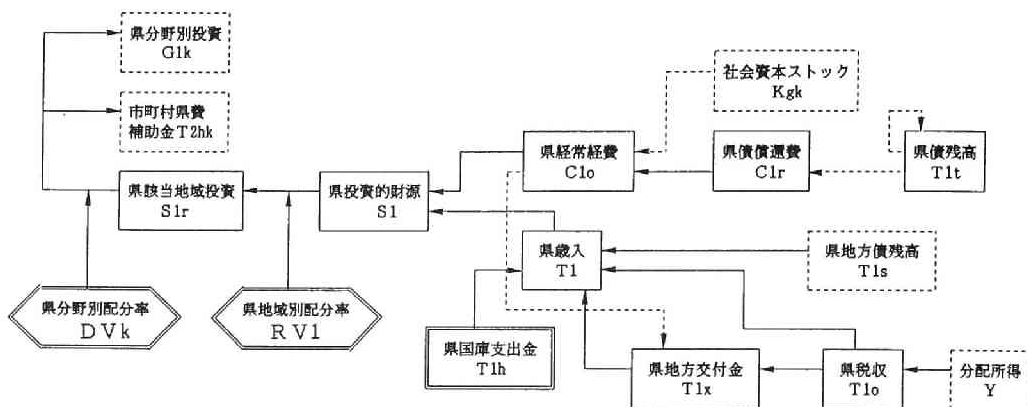 県分野別投資
G1k
市町村県費
補助金T2hk
社会資本ストック
Kgk
県経常経費
C1o
県債償還費
C1r
県債残高
T1t
県該当地域投資
S1r
県投資的財源
S1
県歳入
T1
県地方債残高
T1s
県分野別配分率
DVk
県地域別配分率
RV1
県国庫支出金
T1h
県地方交付金
T1x
県税収
T1o
分配所得
Y